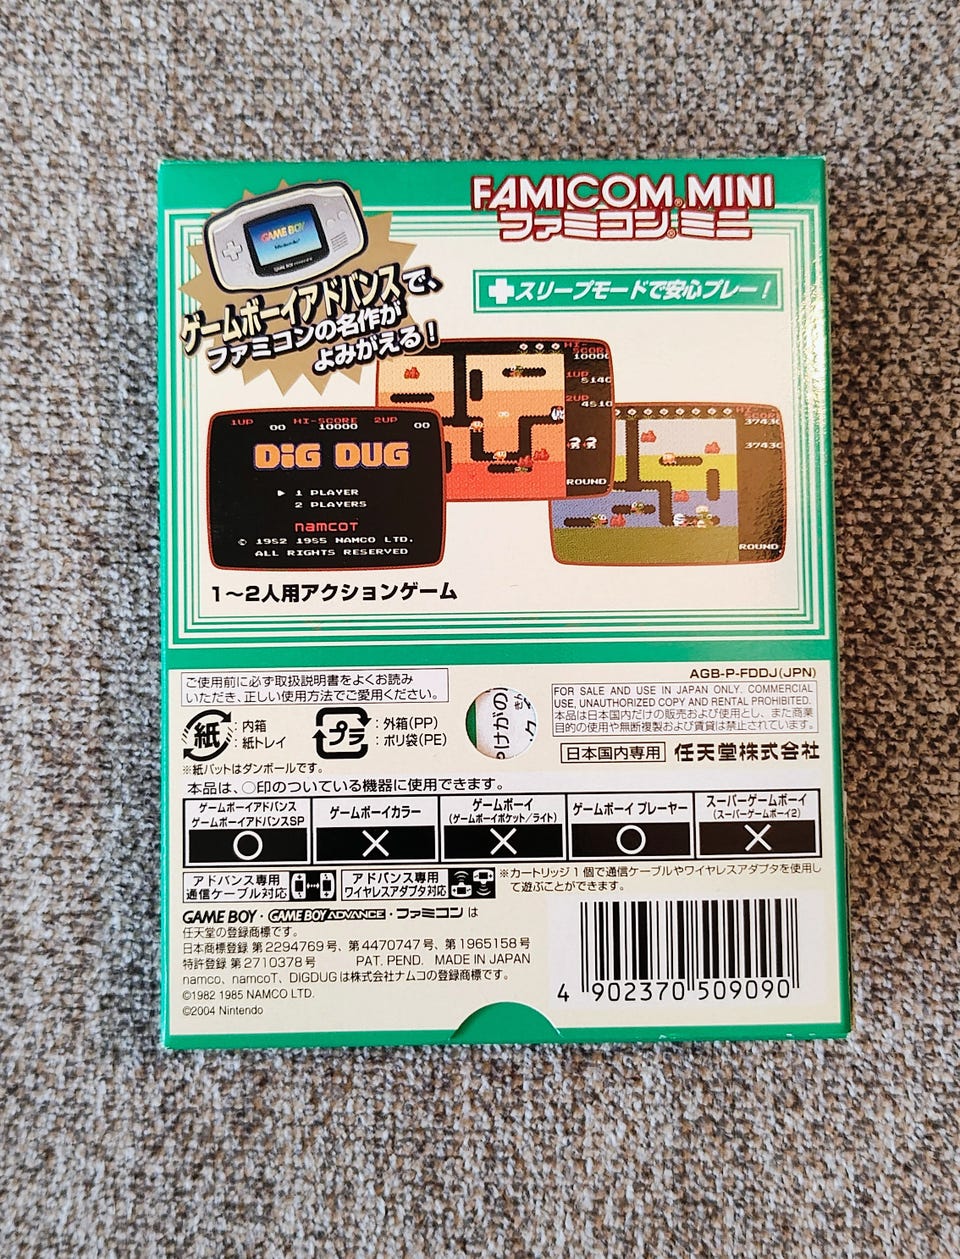 FAMICOM MINI
ファミコンミニ
GAME BOY
Nintendo
ゲームボーイアドバンスで、
ファミコンの名作が
よみがえる!
スリープモードで安心プレー!
1UP HI-SCORE 2UP
00 10000 00
DIG DUG
1 PLAYER
2 PLAYERS
namcot
© 1982 1985 NAMCO LTD.
ALL RIGHTS RESERVED
HI-
SCORE
10000
1UP
5140
2UP
4510
ROUND
HI-
SCORE
37430
37430
ROUND
1〜2人用アクションゲーム
ご使用前に必ず取扱説明書をよくお読み
いただき、正しい使用方法でご愛用ください。
紙
:内箱
:紙トレイ
プラ
:外箱(PP)
:ポリ袋(PE)
※紙パットはダンボールです。
AGB-P-FDDJ(JPN)
FOR SALE AND USE IN JAPAN ONLY. COMMERCIAL
USE, UNAUTHORIZED COPY AND RENTAL PROHIBITED.
本品は日本国内だけの販売および使用とし、また商業
目的の使用や無断複製および賃貸は禁止されています。
日本国内専用 任天堂株式会社
本品は、○印のついている機器に使用できます。
ゲームボーイアドバンス
ゲームボーイアドバンスSP
○
ゲームボーイカラー
×
ゲームボーイ
(ゲームボーイポケット/ライト)
×
ゲームボーイ プレーヤー
○
スーパーゲームボーイ
(スーパーゲームボーイ2)
×
アドバンス専用
通信ケーブル対応
アドバンス専用
ワイヤレスアダプタ対応
※カートリッジ1個で通信ケーブルやワイヤレスアダプタを使用し
て遊ぶことができます。
GAME BOY・GAME BOY ADVANCE・ファミコン は
任天堂の登録商標です。
日本商標登録 第2294769号、第4470747号、第1965158号
特許登録 第2710378号 PAT. PEND. MADE IN JAPAN
namco、namcoT、DIGDUGは株式会社ナムコの登録商標です。
©1982 1985 NAMCO LTD.
©2004 Nintendo
4 902370 509090